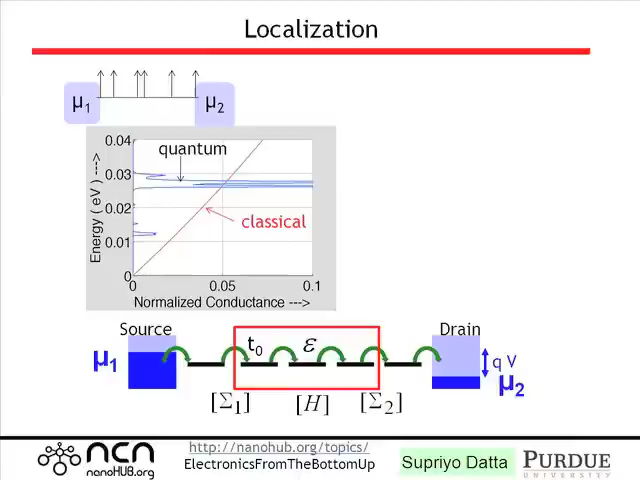 Localization
μ1 μ2
0.04
quantum
0.03
0.02
classical
0.01
0
Energy ( eV ) --->
0 0.05 0.1
Normalized Conductance --->
Source Drain
t0 ε
μ1
q V
μ2
[Σ1] [H] [Σ2]
ncn
nanoHUB.org
http://nanohub.org/topics/
ElectronicsFromTheBottomUp
Supriyo Datta
PURDUE
UNIVERSITY